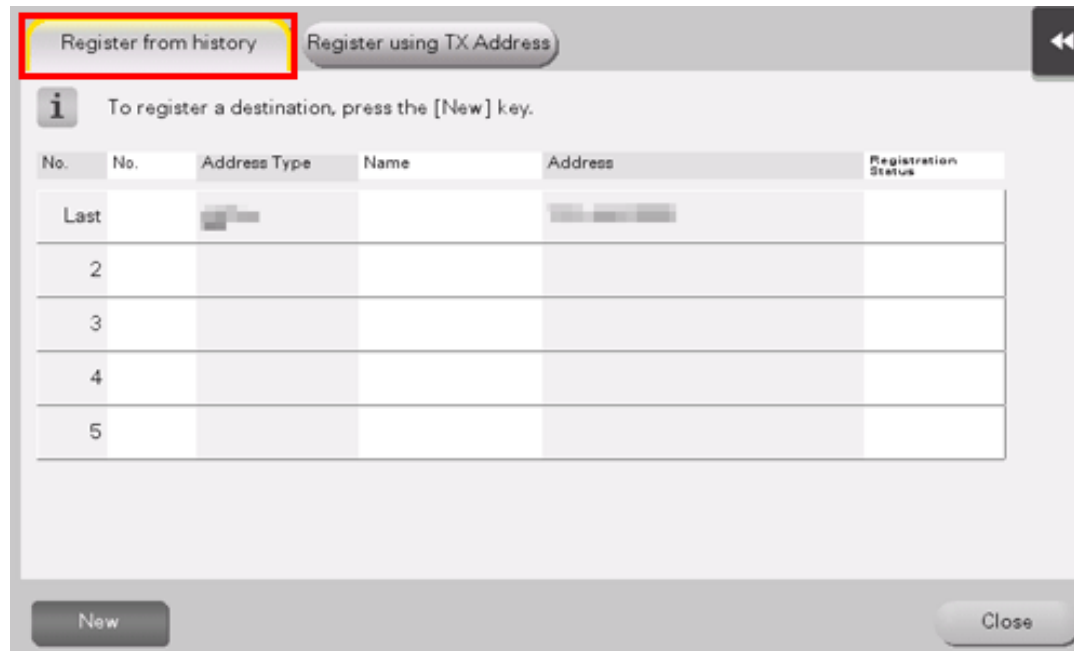 Register from history Register using TX Address
i To register a destination, press the [New] key.
No. No. Address Type Name Address Registration Status
Last
2
3
4
5
New Close